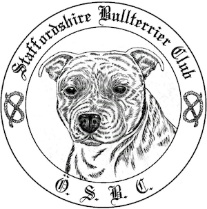 Staffordshire Bullterrier Club
Ö. S. B. C.